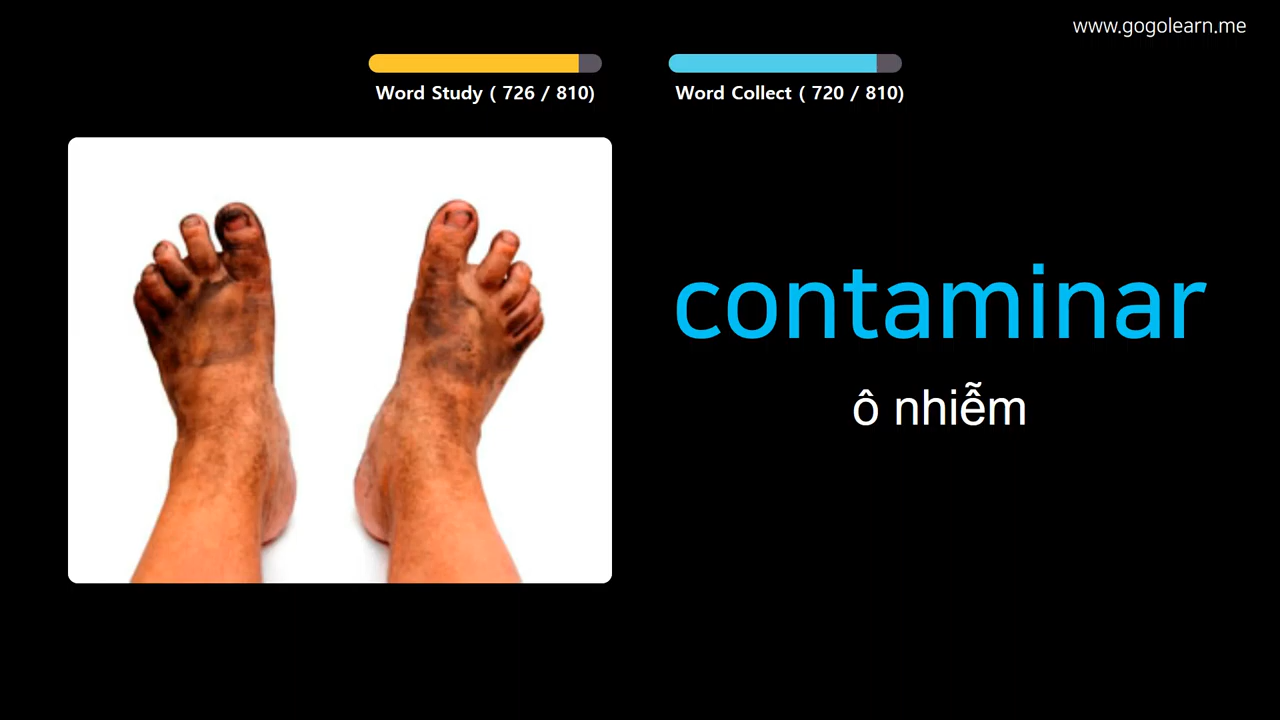 www.gogolearn.me
Word Study ( 726 / 810)
Word Collect ( 720 / 810)
contaminar
ô nhiễm